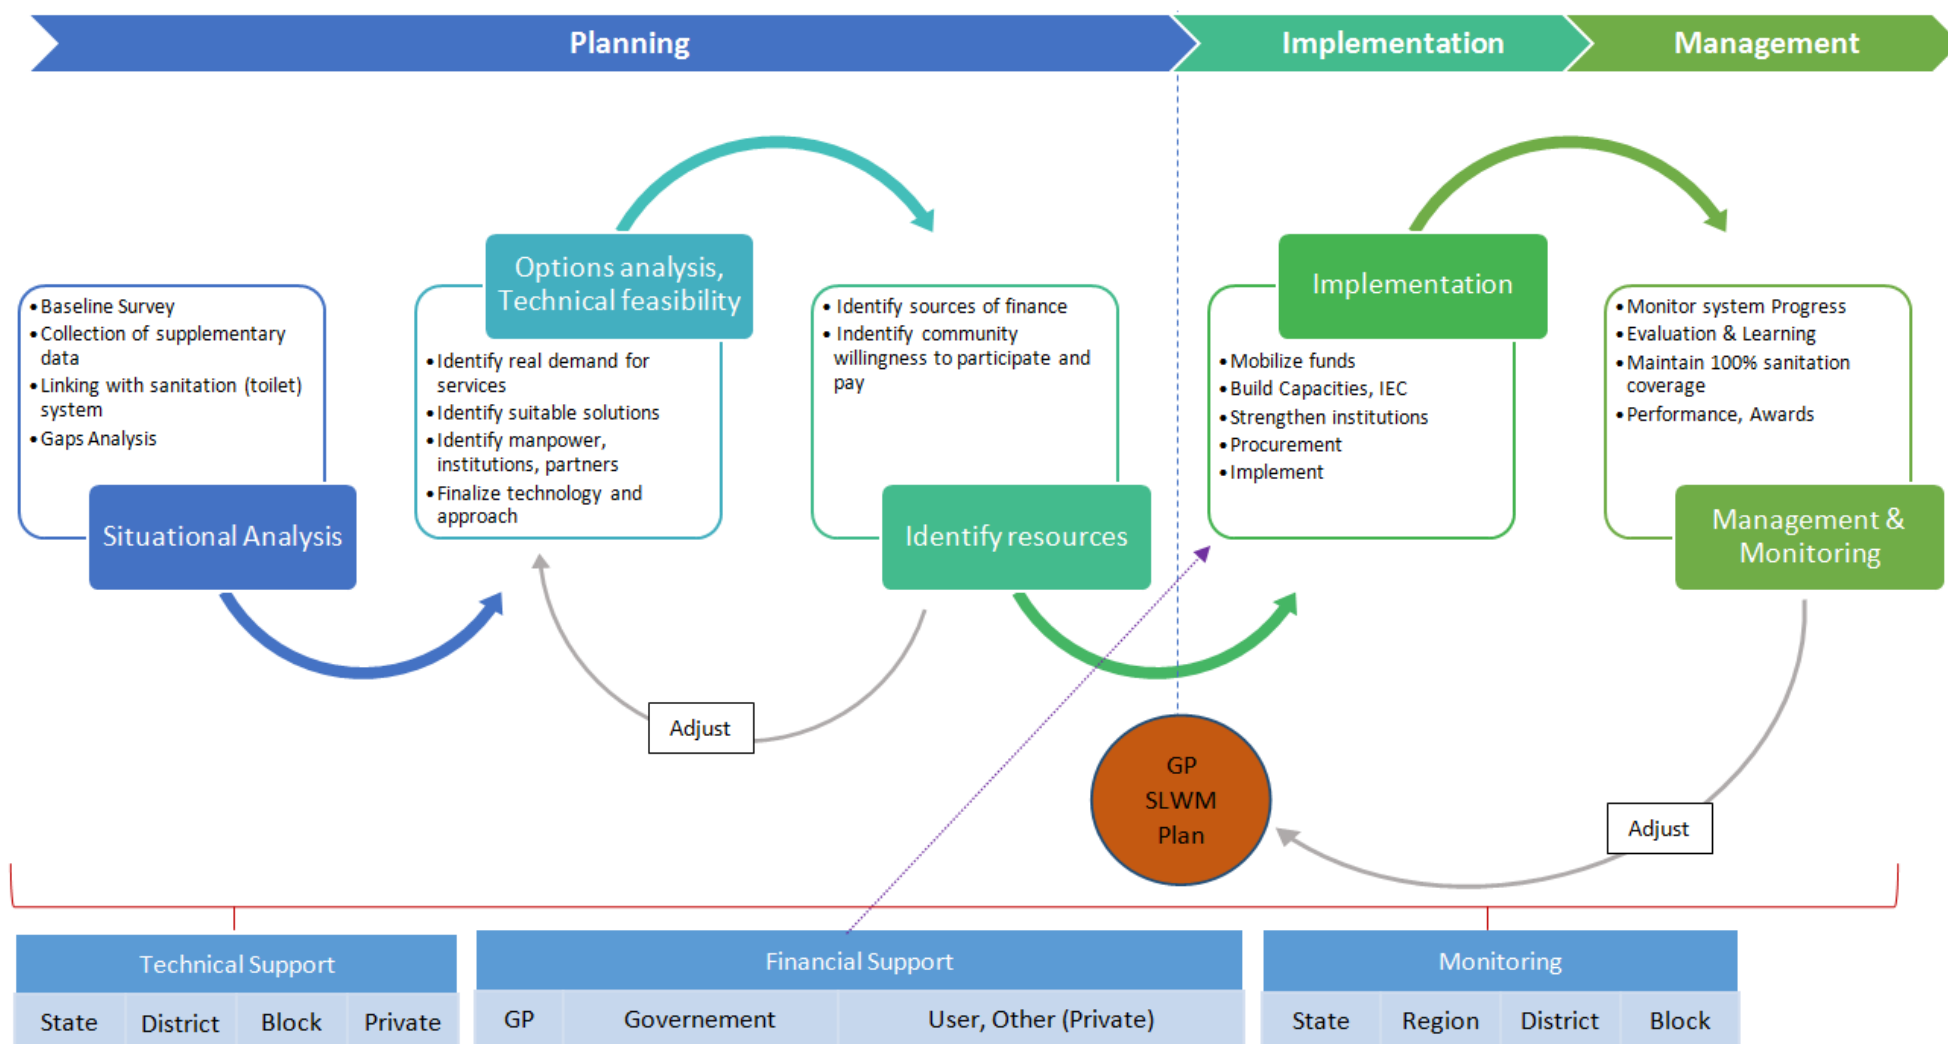 Planning
Implementation
Management
• Baseline Survey
• Collection of supplementary
data
• Linking with sanitation (toilet)
system
• Gaps Analysis
Situational Analysis
Options analysis,
Technical feasibility
• Identify real demand for
services
• Identify suitable solutions
• Identify manpower,
institutions, partners
• Finalize technology and
approach
• Identify sources of finance
• Indentify community
willingness to participate and
pay
Identify resources
Implementation
• Mobilize funds
• Build Capacities, IEC
• Strengthen institutions
• Procurement
• Implement
• Monitor system Progress
• Evaluation & Learning
• Maintain 100% sanitation
coverage
• Performance, Awards
Management &
Monitoring
Adjust
GP
SLWM
Plan
Adjust
Technical Support
State
District
Block
Private
Financial Support
GP
Governement
User, Other (Private)
Monitoring
State
Region
District
Block